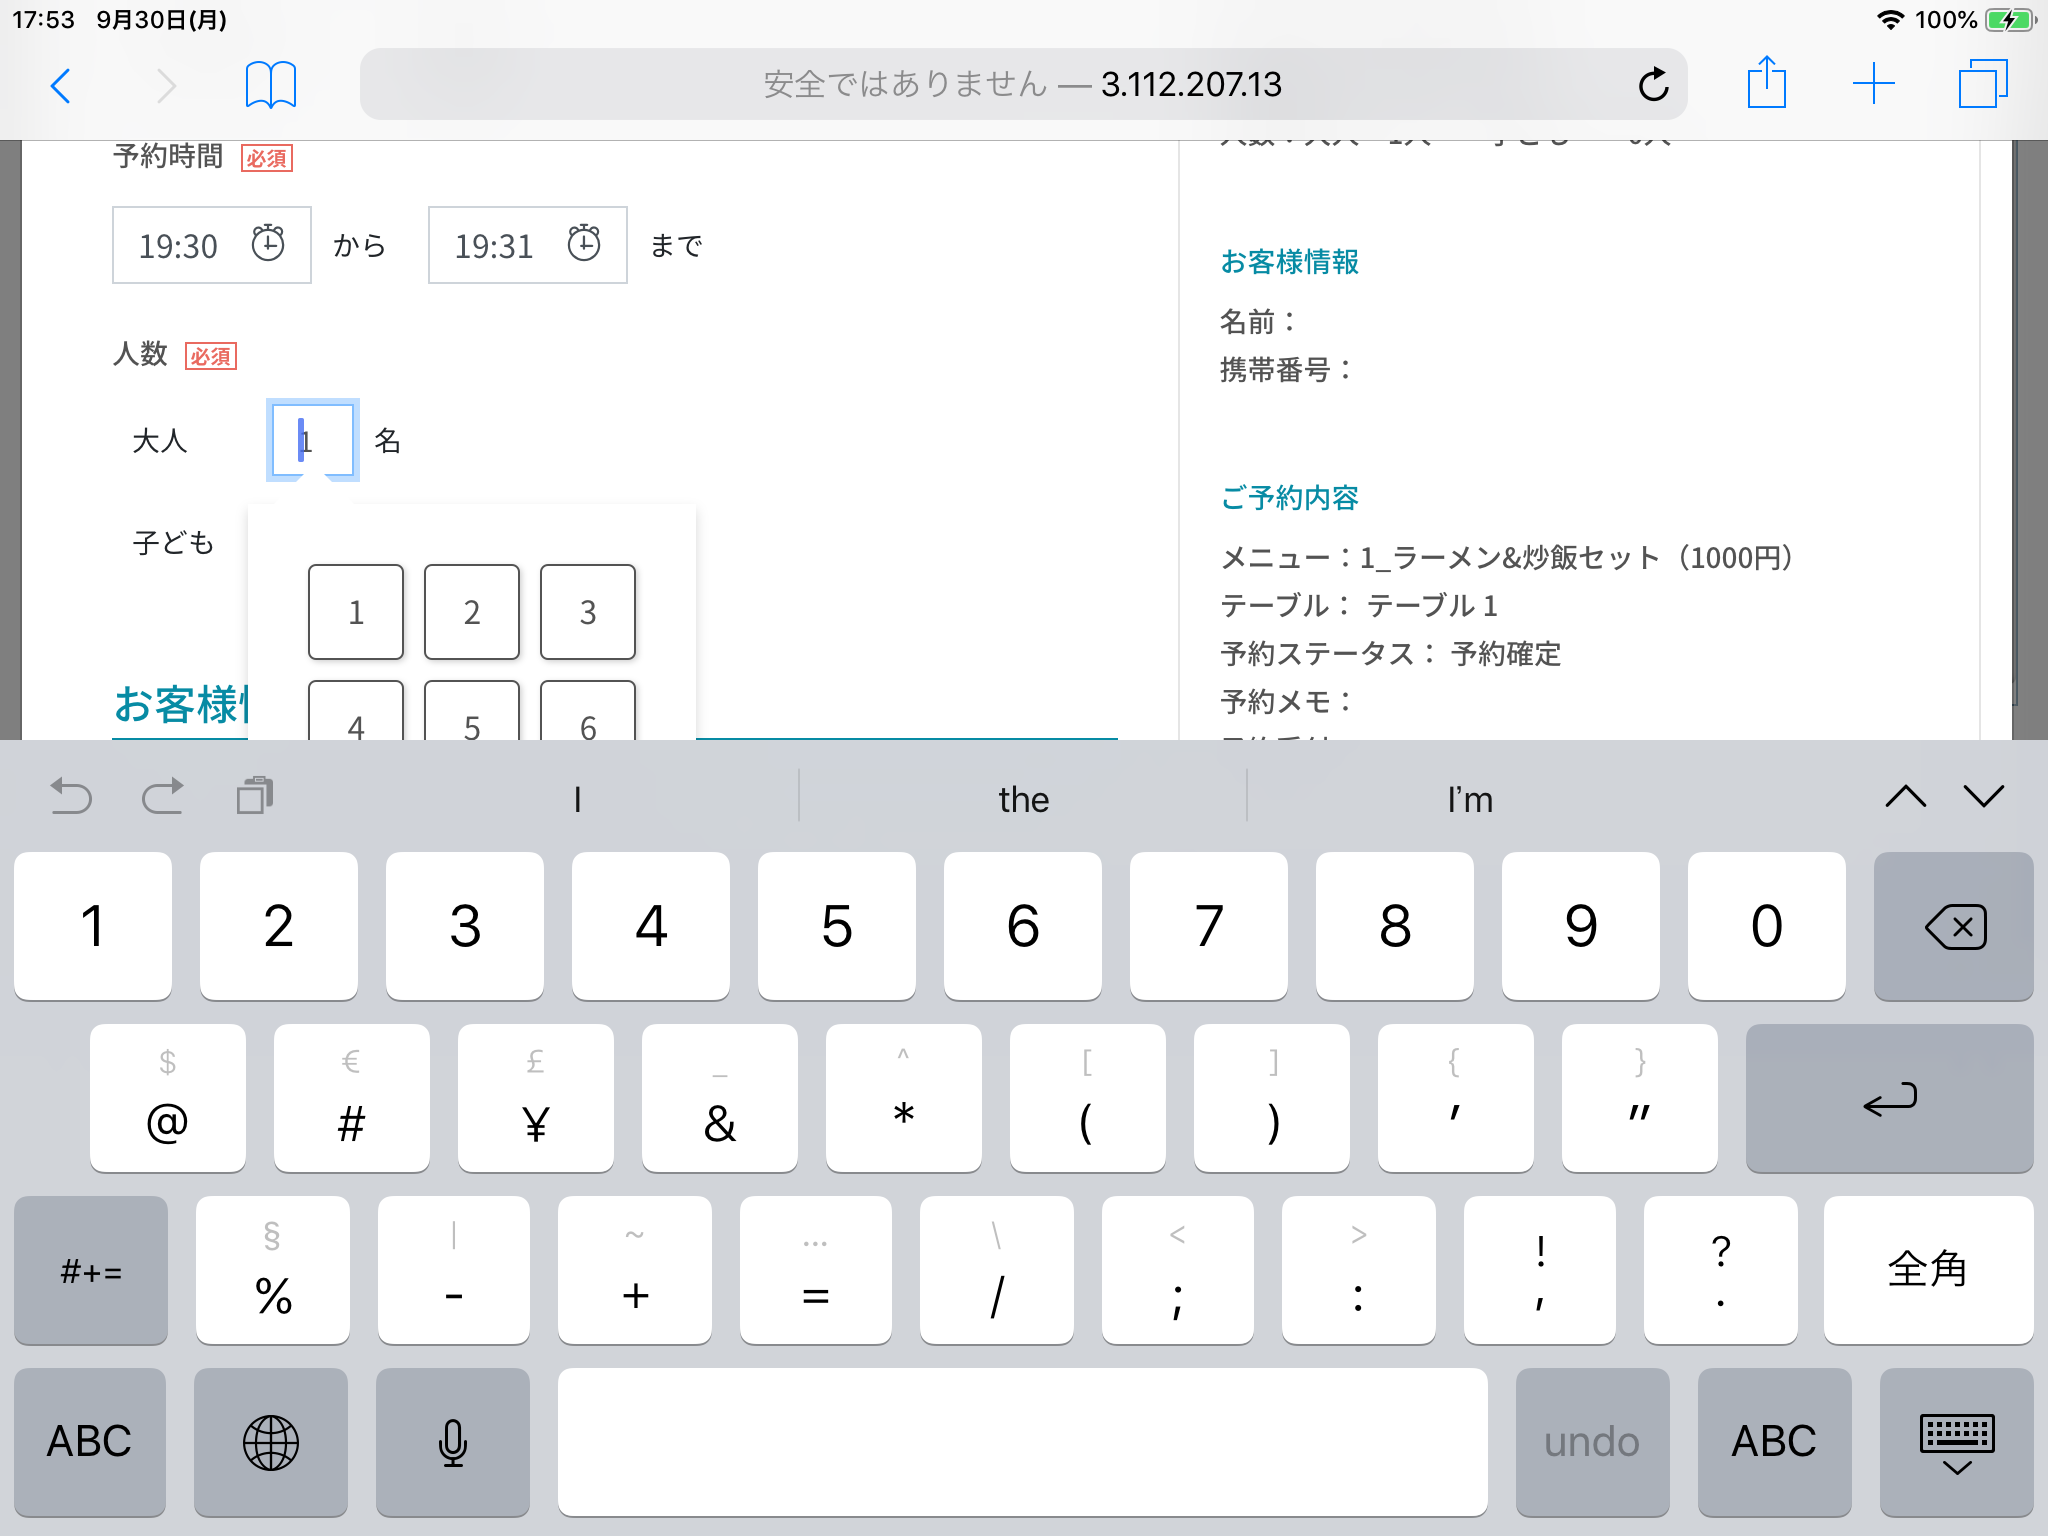 17:53 9月30日(月)
100%
安全ではありません — 3.112.207.13
予約時間 必須
19:30 から 19:31 まで
人数 必須
大人 1 名
子ども
1 2 3
4 5 6
お客様
お客様情報
名前：
携帯番号：
ご予約内容
メニュー：1_ラーメン&炒飯セット（1000円）
テーブル： テーブル 1
予約ステータス： 予約確定
予約メモ：
I the I'm
1 2 3 4 5 6 7 8 9 0
$ € £ _ ^ [ ] { }
@ # ¥ & * ( ) ' "
#+= § | ~ … \ < > ! ? 全角
% - + = / ; : , .
ABC undo ABC